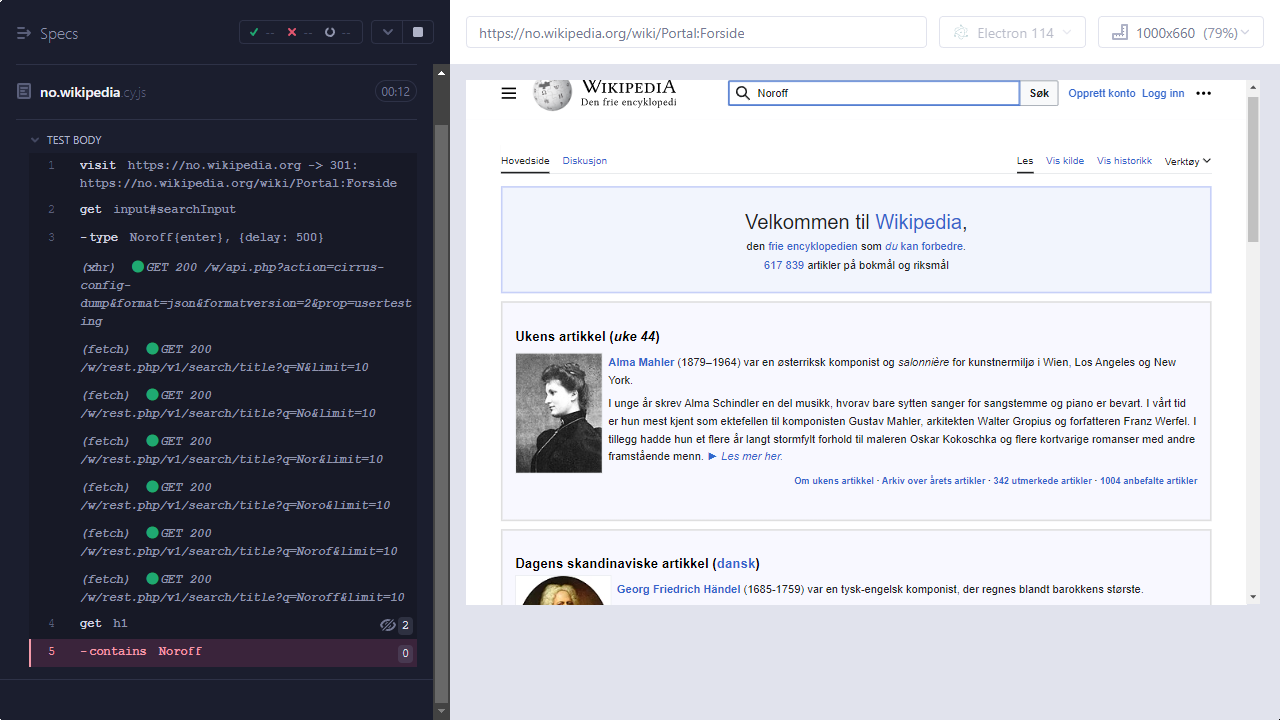 Specs
-- -- --
no.wikipedia.cy.js
00:12
TEST BODY
1 visit https://no.wikipedia.org -> 301:
https://no.wikipedia.org/wiki/Portal:Forside
2 get input#searchInput
3 -type Noroff{enter}, {delay: 500}
(xhr) GET 200 /w/api.php?action=cirrus-
config-
dump&format=json&formatversion=2&prop=usertest
ing
(fetch) GET 200
/w/rest.php/v1/search/title?q=N&limit=10
(fetch) GET 200
/w/rest.php/v1/search/title?q=No&limit=10
(fetch) GET 200
/w/rest.php/v1/search/title?q=Nor&limit=10
(fetch) GET 200
/w/rest.php/v1/search/title?q=Noro&limit=10
(fetch) GET 200
/w/rest.php/v1/search/title?q=Norof&limit=10
(fetch) GET 200
/w/rest.php/v1/search/title?q=Noroff&limit=10
4 get h1 2
5 -contains Noroff 0
https://no.wikipedia.org/wiki/Portal:Forside
Electron 114
1000x660 (79%)
WIKIPEDIA
Den frie encyklopedi
Noroff
Søk
Opprett konto Logg inn
Hovedside Diskusjon
Les Vis kilde Vis historikk Verktøy
Velkommen til Wikipedia,
den frie encyklopedien som du kan forbedre.
617 839 artikler på bokmål og riksmål
Ukens artikkel (uke 44)
Alma Mahler (1879–1964) var en østerriksk komponist og salonnière for kunstnermiljø i Wien, Los Angeles og New
York.
I unge år skrev Alma Schindler en del musikk, hvorav bare sytten sanger for sangstemme og piano er bevart. I vårt tid
er hun mest kjent som ektefellen til komponisten Gustav Mahler, arkitekten Walter Gropius og forfatteren Franz Werfel. I
tillegg hadde hun et flere år langt stormfylt forhold til maleren Oskar Kokoschka og flere kortvarige romanser med andre
framstående menn. ► Les mer her.
Om ukens artikkel · Arkiv over årets artikler · 342 utmerkede artikler · 1004 anbefalte artikler
Dagens skandinaviske artikkel (dansk)
Georg Friedrich Händel (1685-1759) var en tysk-engelsk komponist, der regnes blandt barokkens største.